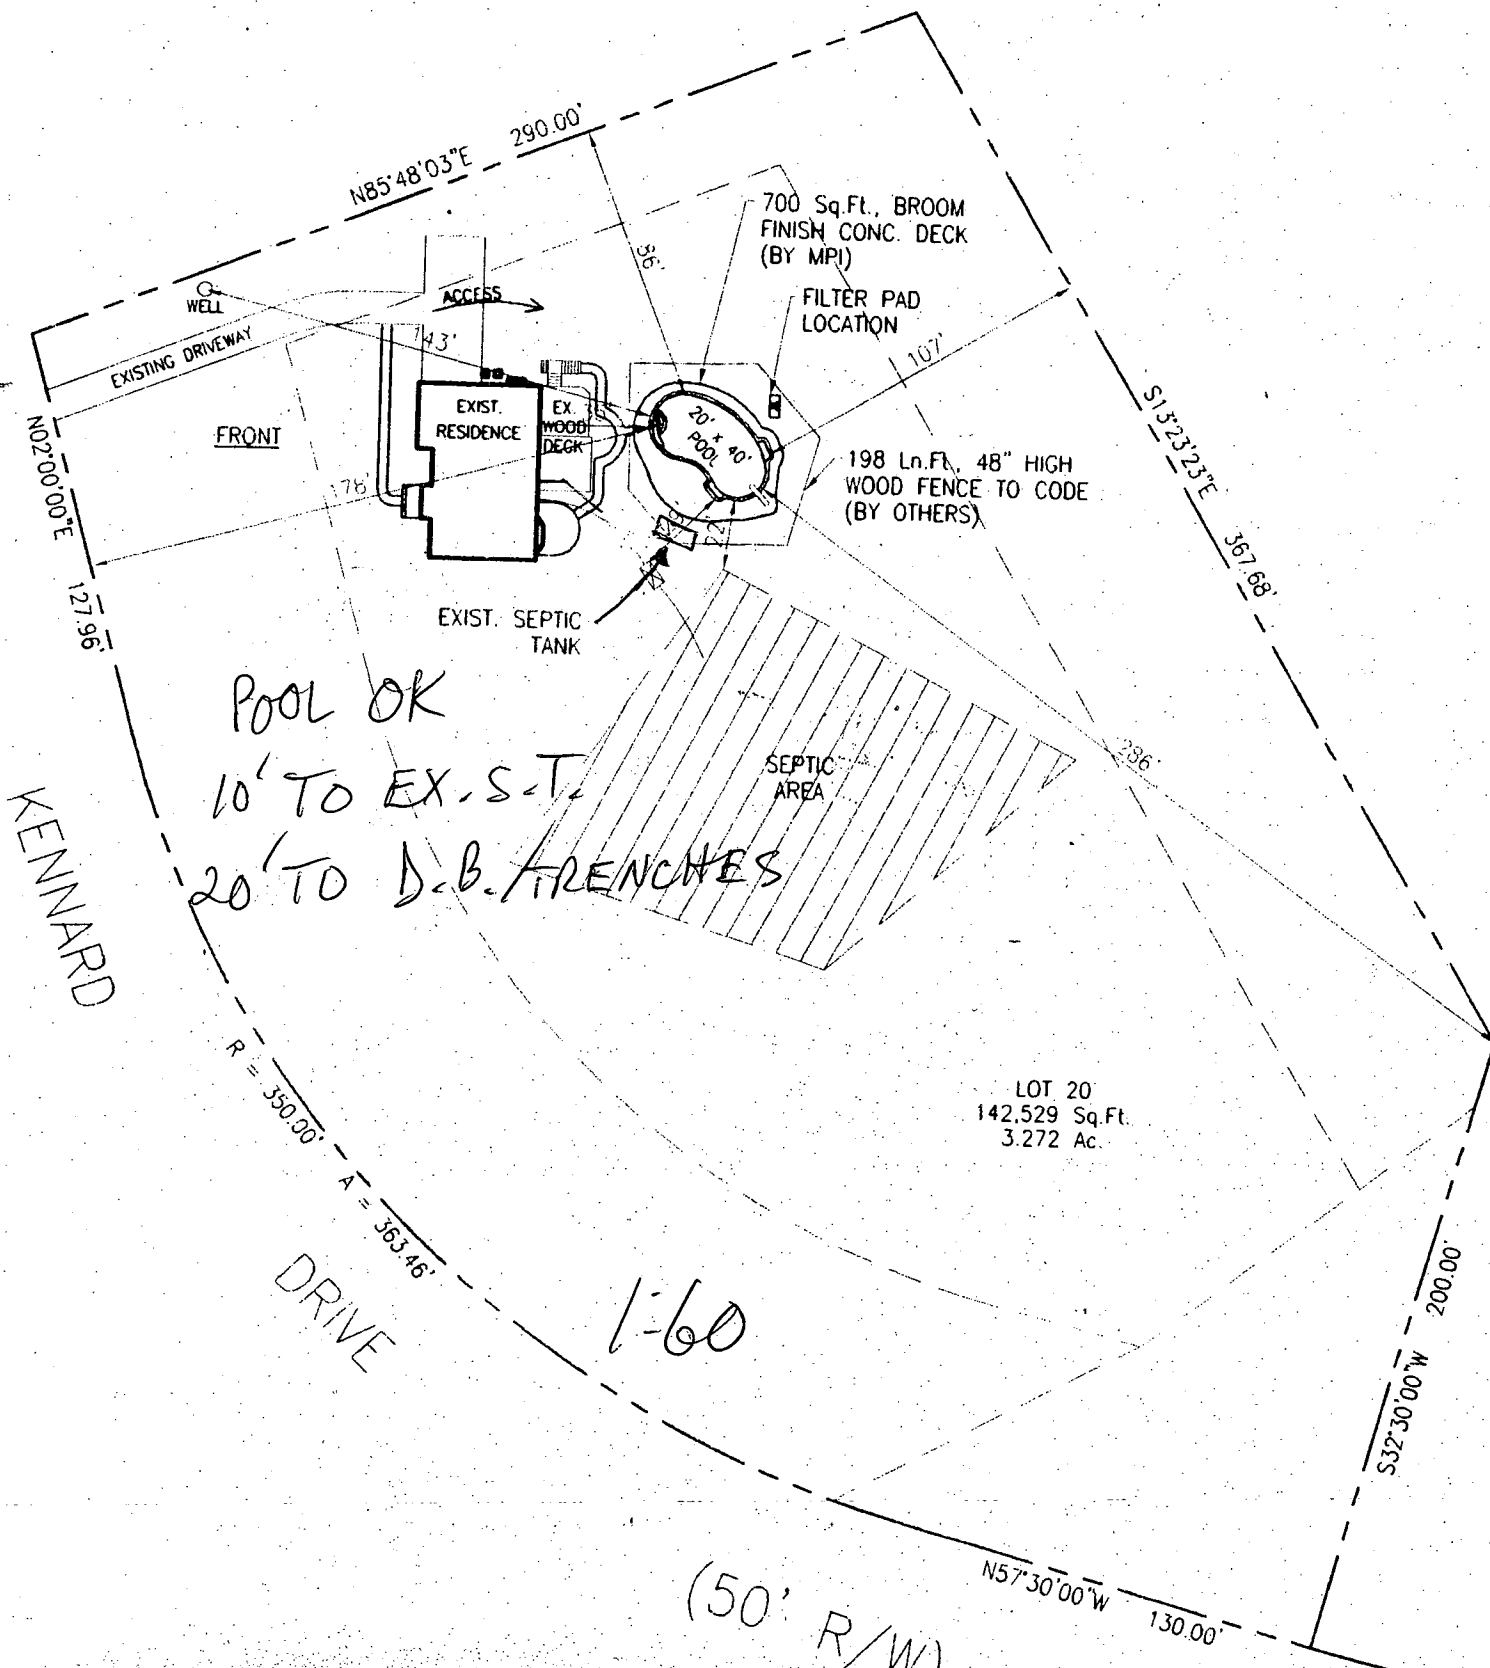 N85°48'03"E 290.00'
700 Sq.Ft., BROOM
FINISH CONC. DECK
(BY MPI)
FILTER PAD
LOCATION
WELL
ACCESS
143'
EXISTING DRIVEWAY
107'
FRONT
EXIST.
RESIDENCE
EX.
WOOD
DECK
20' x 40'
POOL
198 Ln.Ft., 48" HIGH
WOOD FENCE TO CODE
(BY OTHERS)
S13°23'23"E 367.68'
N02°00'00"E 127.96'
22'
EXIST. SEPTIC
TANK
POOL OK
10' TO EX. S.T.
20' TO D.B./TRENCHES
SEPTIC
AREA
286'
KENNARD
DRIVE
R = 350.00' A = 363.46'
LOT 20
142,529 Sq.Ft.
3.272 Ac.
1-60
S32°30'00"W 200.00'
N57°30'00"W 130.00'
(50' R/W)